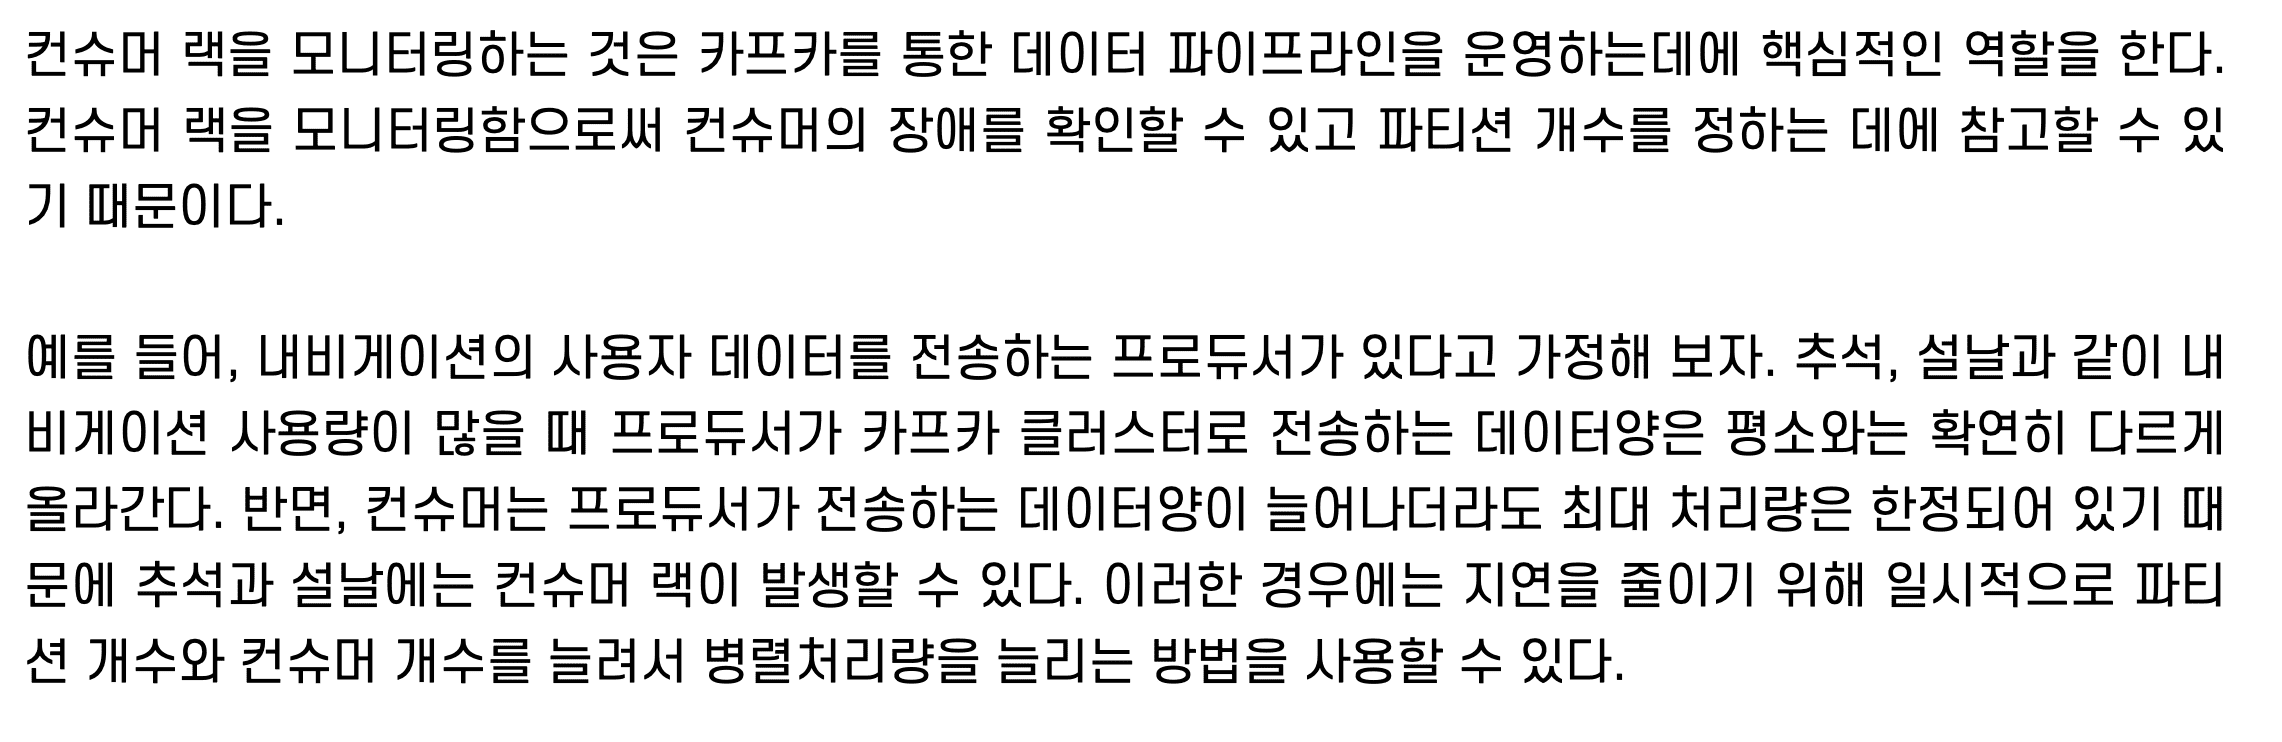 컨슈머 랙을 모니터링하는 것은 카프카를 통한 데이터 파이프라인을 운영하는데에 핵심적인 역할을 한다.
컨슈머 랙을 모니터링함으로써 컨슈머의 장애를 확인할 수 있고 파티션 개수를 정하는 데에 참고할 수 있
기 때문이다.

예를 들어, 내비게이션의 사용자 데이터를 전송하는 프로듀서가 있다고 가정해 보자. 추석, 설날과 같이 내
비게이션 사용량이 많을 때 프로듀서가 카프카 클러스터로 전송하는 데이터양은 평소와는 확연히 다르게
올라간다. 반면, 컨슈머는 프로듀서가 전송하는 데이터양이 늘어나더라도 최대 처리량은 한정되어 있기 때
문에 추석과 설날에는 컨슈머 랙이 발생할 수 있다. 이러한 경우에는 지연을 줄이기 위해 일시적으로 파티
션 개수와 컨슈머 개수를 늘려서 병렬처리량을 늘리는 방법을 사용할 수 있다.